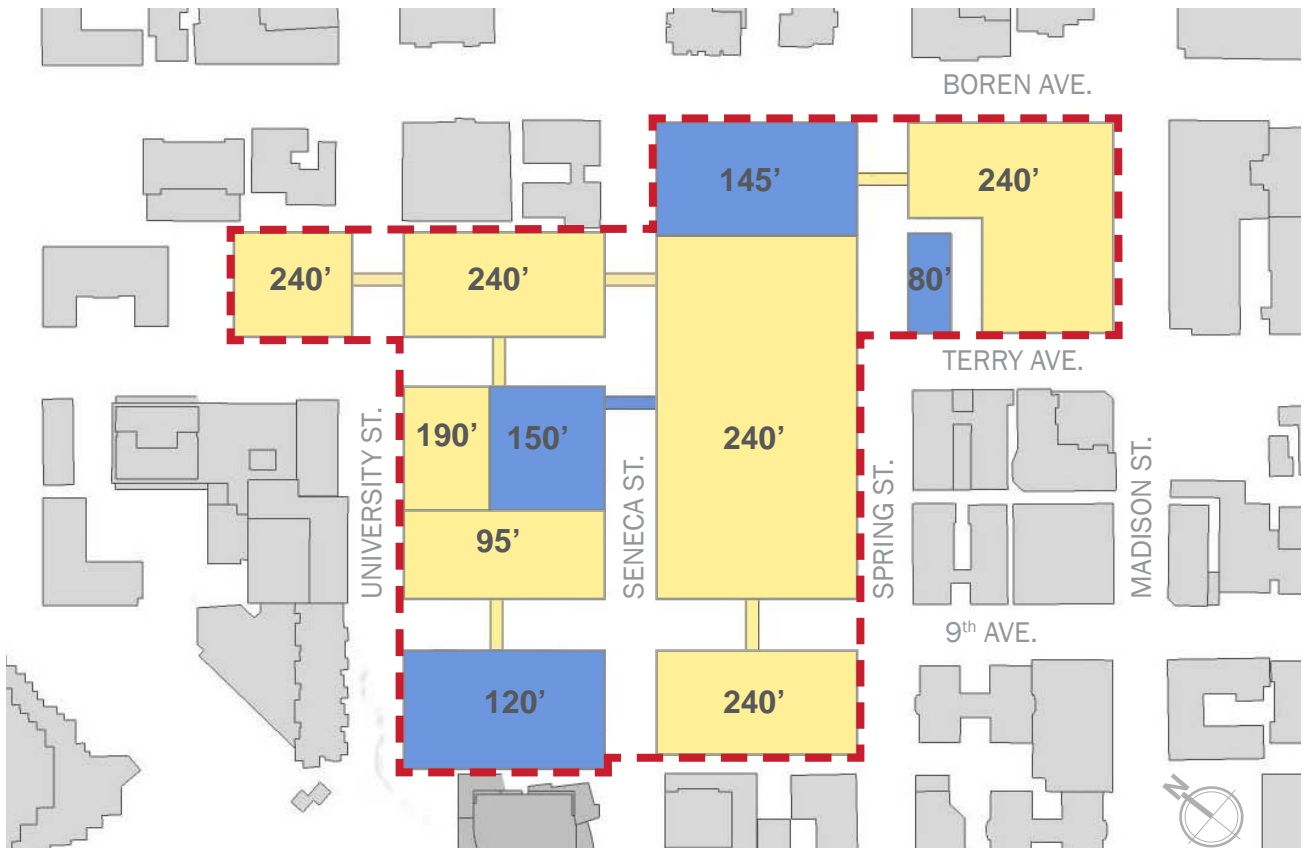 BOREN AVE.
145’
240’
240’
240’
80’
TERRY AVE.
190’
150’
240’
UNIVERSITY ST.
SENECA ST.
SPRING ST.
MADISON ST.
95’
9th AVE.
120’
240’
N